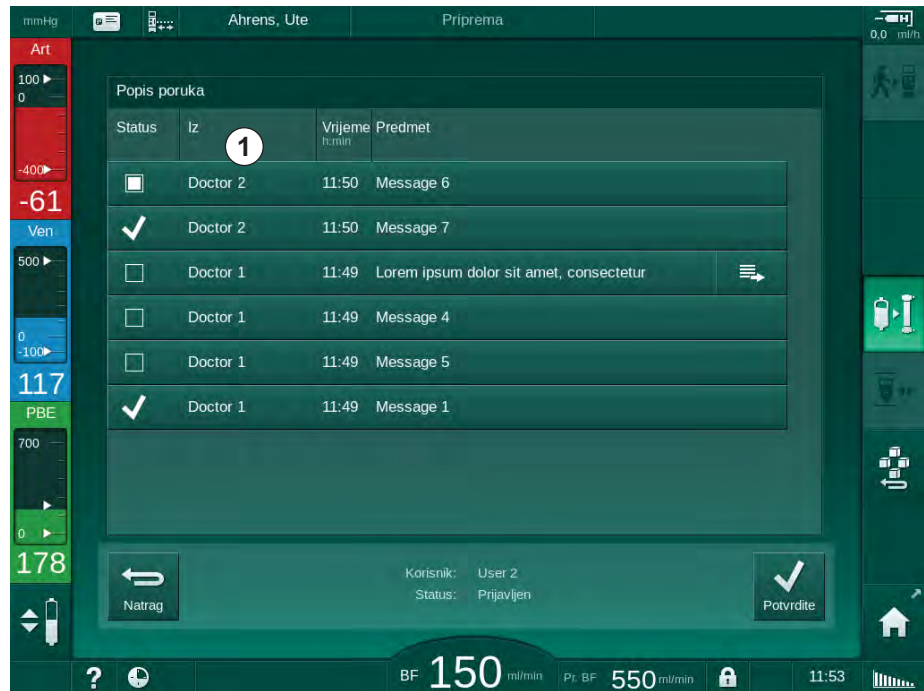 mmHg Ahrens, Ute Priprema 0,0 ml/h
Art
100
0
-400
-61
Ven
500
0
-100
117
PBE
700
0
178
Popis poruka
Status Iz Vrijeme Predmet
h:min
1
Doctor 2 11:50 Message 6
Doctor 2 11:50 Message 7
Doctor 1 11:49 Lorem ipsum dolor sit amet, consectetur
Doctor 1 11:49 Message 4
Doctor 1 11:49 Message 5
Doctor 1 11:49 Message 1
Korisnik: User 2
Status: Prijavljen
Natrag
Potvrdite
? BF 150 ml/min Pr. BF 550 ml/min 11:53